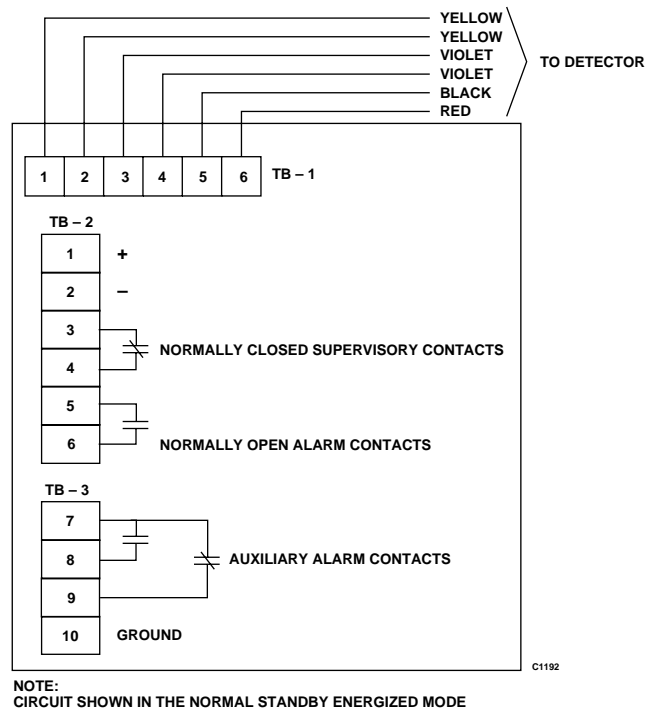 YELLOW
YELLOW
VIOLET
VIOLET
BLACK
RED
TO DETECTOR
1 2 3 4 5 6 TB – 1
TB – 2
1 +
2 –
3
NORMALLY CLOSED SUPERVISORY CONTACTS
4
5
6 NORMALLY OPEN ALARM CONTACTS
TB – 3
7
8 AUXILIARY ALARM CONTACTS
9
10 GROUND
C1192
NOTE:
CIRCUIT SHOWN IN THE NORMAL STANDBY ENERGIZED MODE